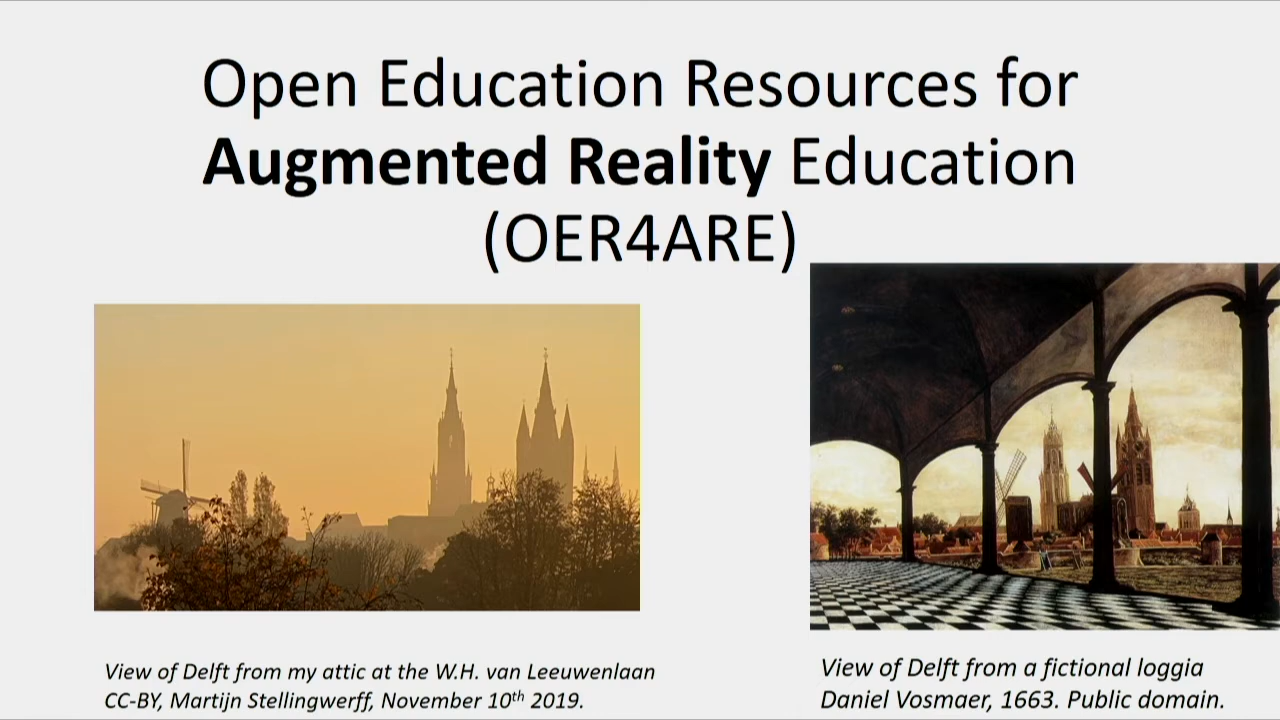 Open Education Resources for
Augmented Reality Education
(OER4ARE)
View of Delft from my attic at the W.H. van Leeuwenlaan
CC-BY, Martijn Stellingwerff, November 10th 2019.
View of Delft from a fictional loggia
Daniel Vosmaer, 1663. Public domain.